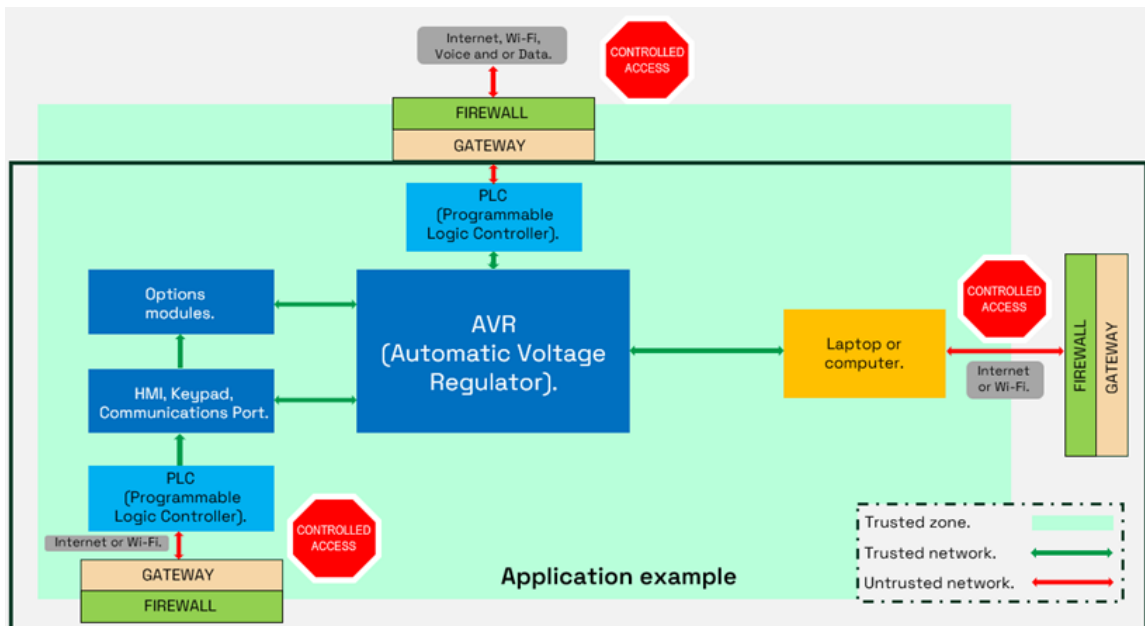 Internet, Wi-Fi,
Voice and or Data.
CONTROLLED
ACCESS
FIREWALL
GATEWAY
PLC
(Programmable
Logic Controller).
Options
modules.
AVR
(Automatic Voltage
Regulator).
HMI, Keypad,
Communications Port.
Laptop or
computer.
CONTROLLED
ACCESS
Internet
or Wi-Fi.
FIREWALL
GATEWAY
PLC
(Programmable
Logic Controller).
Internet or Wi-Fi.
CONTROLLED
ACCESS
GATEWAY
FIREWALL
Application example
Trusted zone.
Trusted network.
Untrusted network.